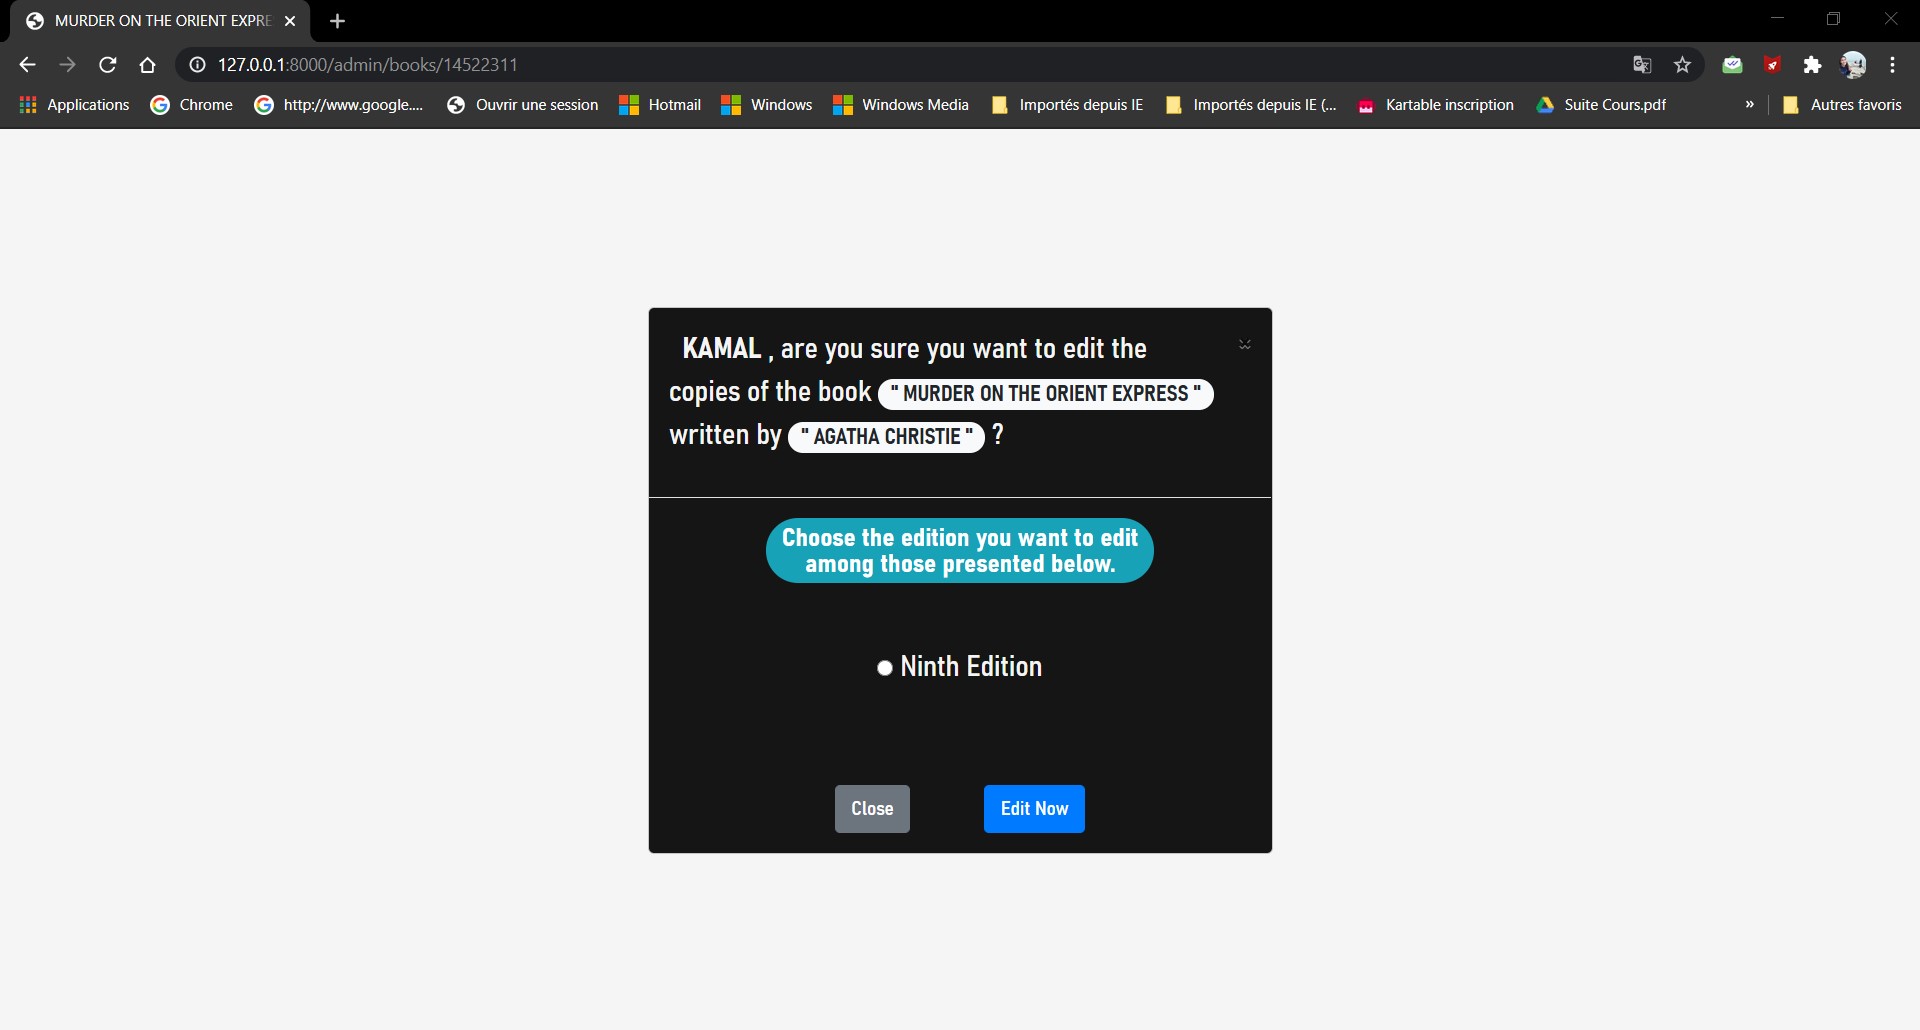 MURDER ON THE ORIENT EXPRE
127.0.0.1:8000/admin/books/14522311
Applications Chrome http://www.google.... Ouvrir une session Hotmail Windows Windows Media Importés depuis IE Importés depuis IE (... Kartable inscription Suite Cours.pdf » Autres favoris
KAMAL , are you sure you want to edit the
copies of the book " MURDER ON THE ORIENT EXPRESS "
written by " AGATHA CHRISTIE " ?
Choose the edition you want to edit
among those presented below.
Ninth Edition
Close Edit Now